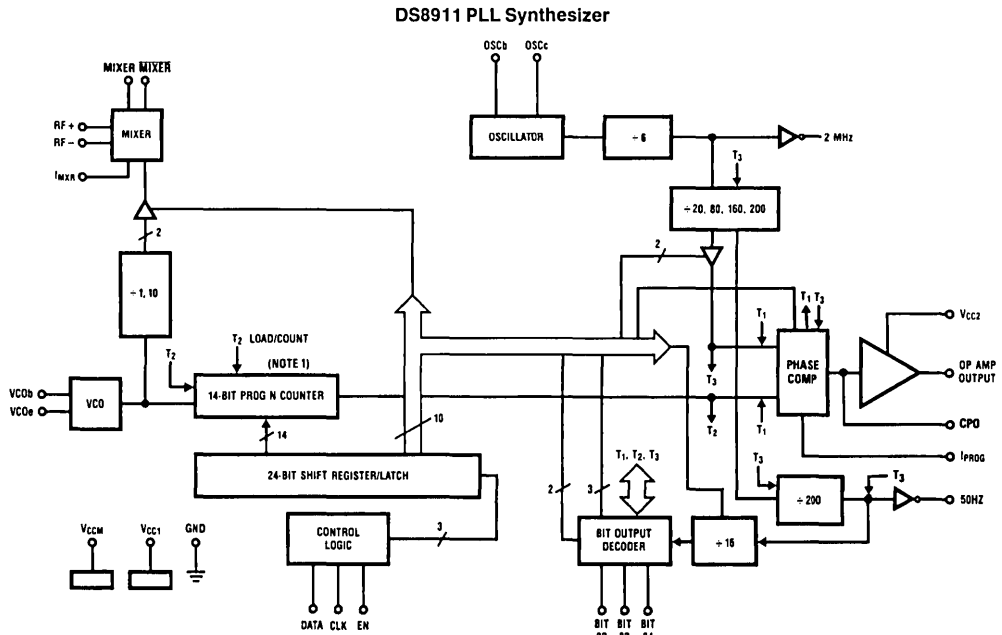 DS8911 PLL Synthesizer
OSCb OSCc
MIXER MIXER
RF+
RF−
MIXER
IMXR
OSCILLATOR
÷ 6
2 MHz
T3
÷ 20, 80, 160, 200
2
2
÷ 1, 10
T1
T1 T3
VCC2
T2 LOAD/COUNT
(NOTE 1)
T2
PHASE
COMP
OP AMP
OUTPUT
T3
VCOb
VCOe
VCO
14-BIT PROG N COUNTER
10
T2
T1
CPO
14
T1, T2, T3
IPROG
24-BIT SHIFT REGISTER/LATCH
T3
T3
2
3
÷ 200
50HZ
VCCM
VCC1
GND
CONTROL
LOGIC
3
BIT OUTPUT
DECODER
÷ 15
DATA CLK EN
BIT BIT BIT